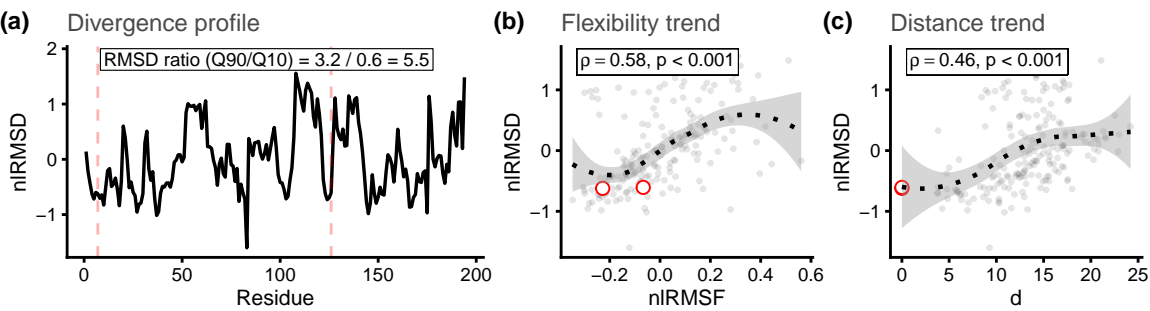 (a) Divergence profile
RMSD ratio (Q90/Q10) = 3.2 / 0.6 = 5.5
nlRMSD
2
1
0
−1
0 50 100 150 200
Residue
(b) Flexibility trend
ρ = 0.58, p < 0.001
nlRMSD
1
0
−1
−0.2 0.0 0.2 0.4 0.6
nlRMSF
(c) Distance trend
ρ = 0.46, p < 0.001
nlRMSD
1
0
−1
0 5 10 15 20 25
d